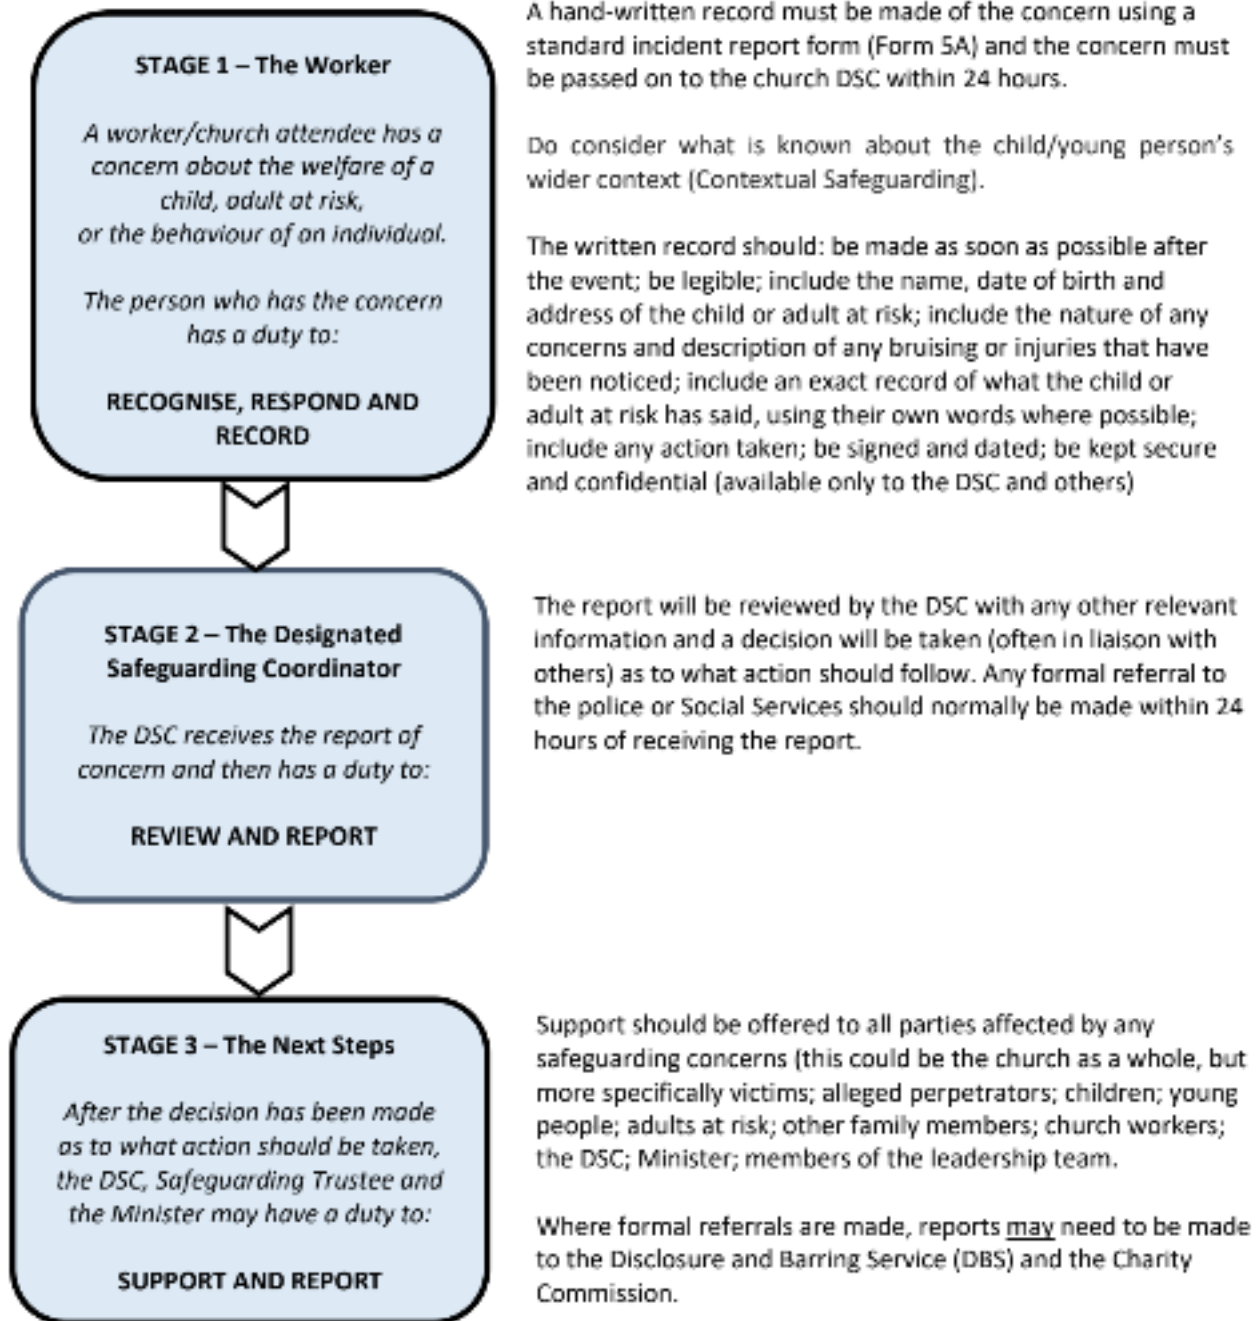 STAGE 1 – The Worker
A worker/church attendee has a
concern about the welfare of a
child, adult at risk,
or the behaviour of an individual.
The person who has the concern
has a duty to:
RECOGNISE, RESPOND AND
RECORD
A hand-written record must be made of the concern using a
standard incident report form (Form 5A) and the concern must
be passed on to the church DSC within 24 hours.
Do consider what is known about the child/young person's
wider context (Contextual Safeguarding).
The written record should: be made as soon as possible after
the event; be legible; include the name, date of birth and
address of the child or adult at risk; include the nature of any
concerns and description of any bruising or injuries that have
been noticed; include an exact record of what the child or
adult at risk has said, using their own words where possible;
include any action taken; be signed and dated; be kept secure
and confidential (available only to the DSC and others)
STAGE 2 – The Designated
Safeguarding Coordinator
The DSC receives the report of
concern and then has a duty to:
REVIEW AND REPORT
The report will be reviewed by the DSC with any other relevant
information and a decision will be taken (often in liaison with
others) as to what action should follow. Any formal referral to
the police or Social Services should normally be made within 24
hours of receiving the report.
STAGE 3 – The Next Steps
After the decision has been made
as to what action should be taken,
the DSC, Safeguarding Trustee and
the Minister may have a duty to:
SUPPORT AND REPORT
Support should be offered to all parties affected by any
safeguarding concerns (this could be the church as a whole, but
more specifically victims; alleged perpetrators; children; young
people; adults at risk; other family members; church workers;
the DSC; Minister; members of the leadership team.
Where formal referrals are made, reports may need to be made
to the Disclosure and Barring Service (DBS) and the Charity
Commission.